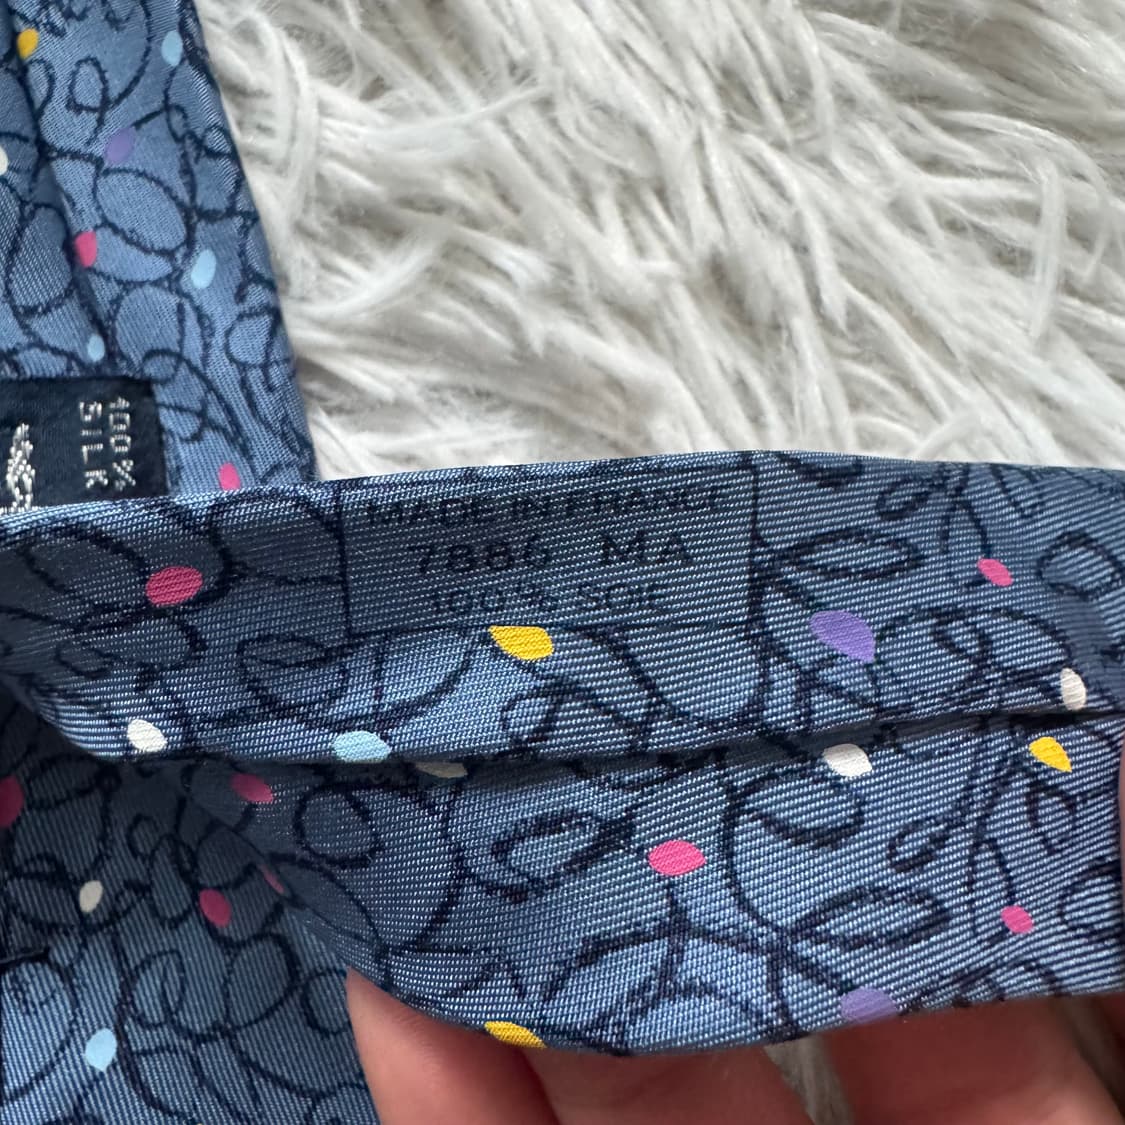 100%
SILK
MADE IN FRANCE
7886 MA
100% SOIE